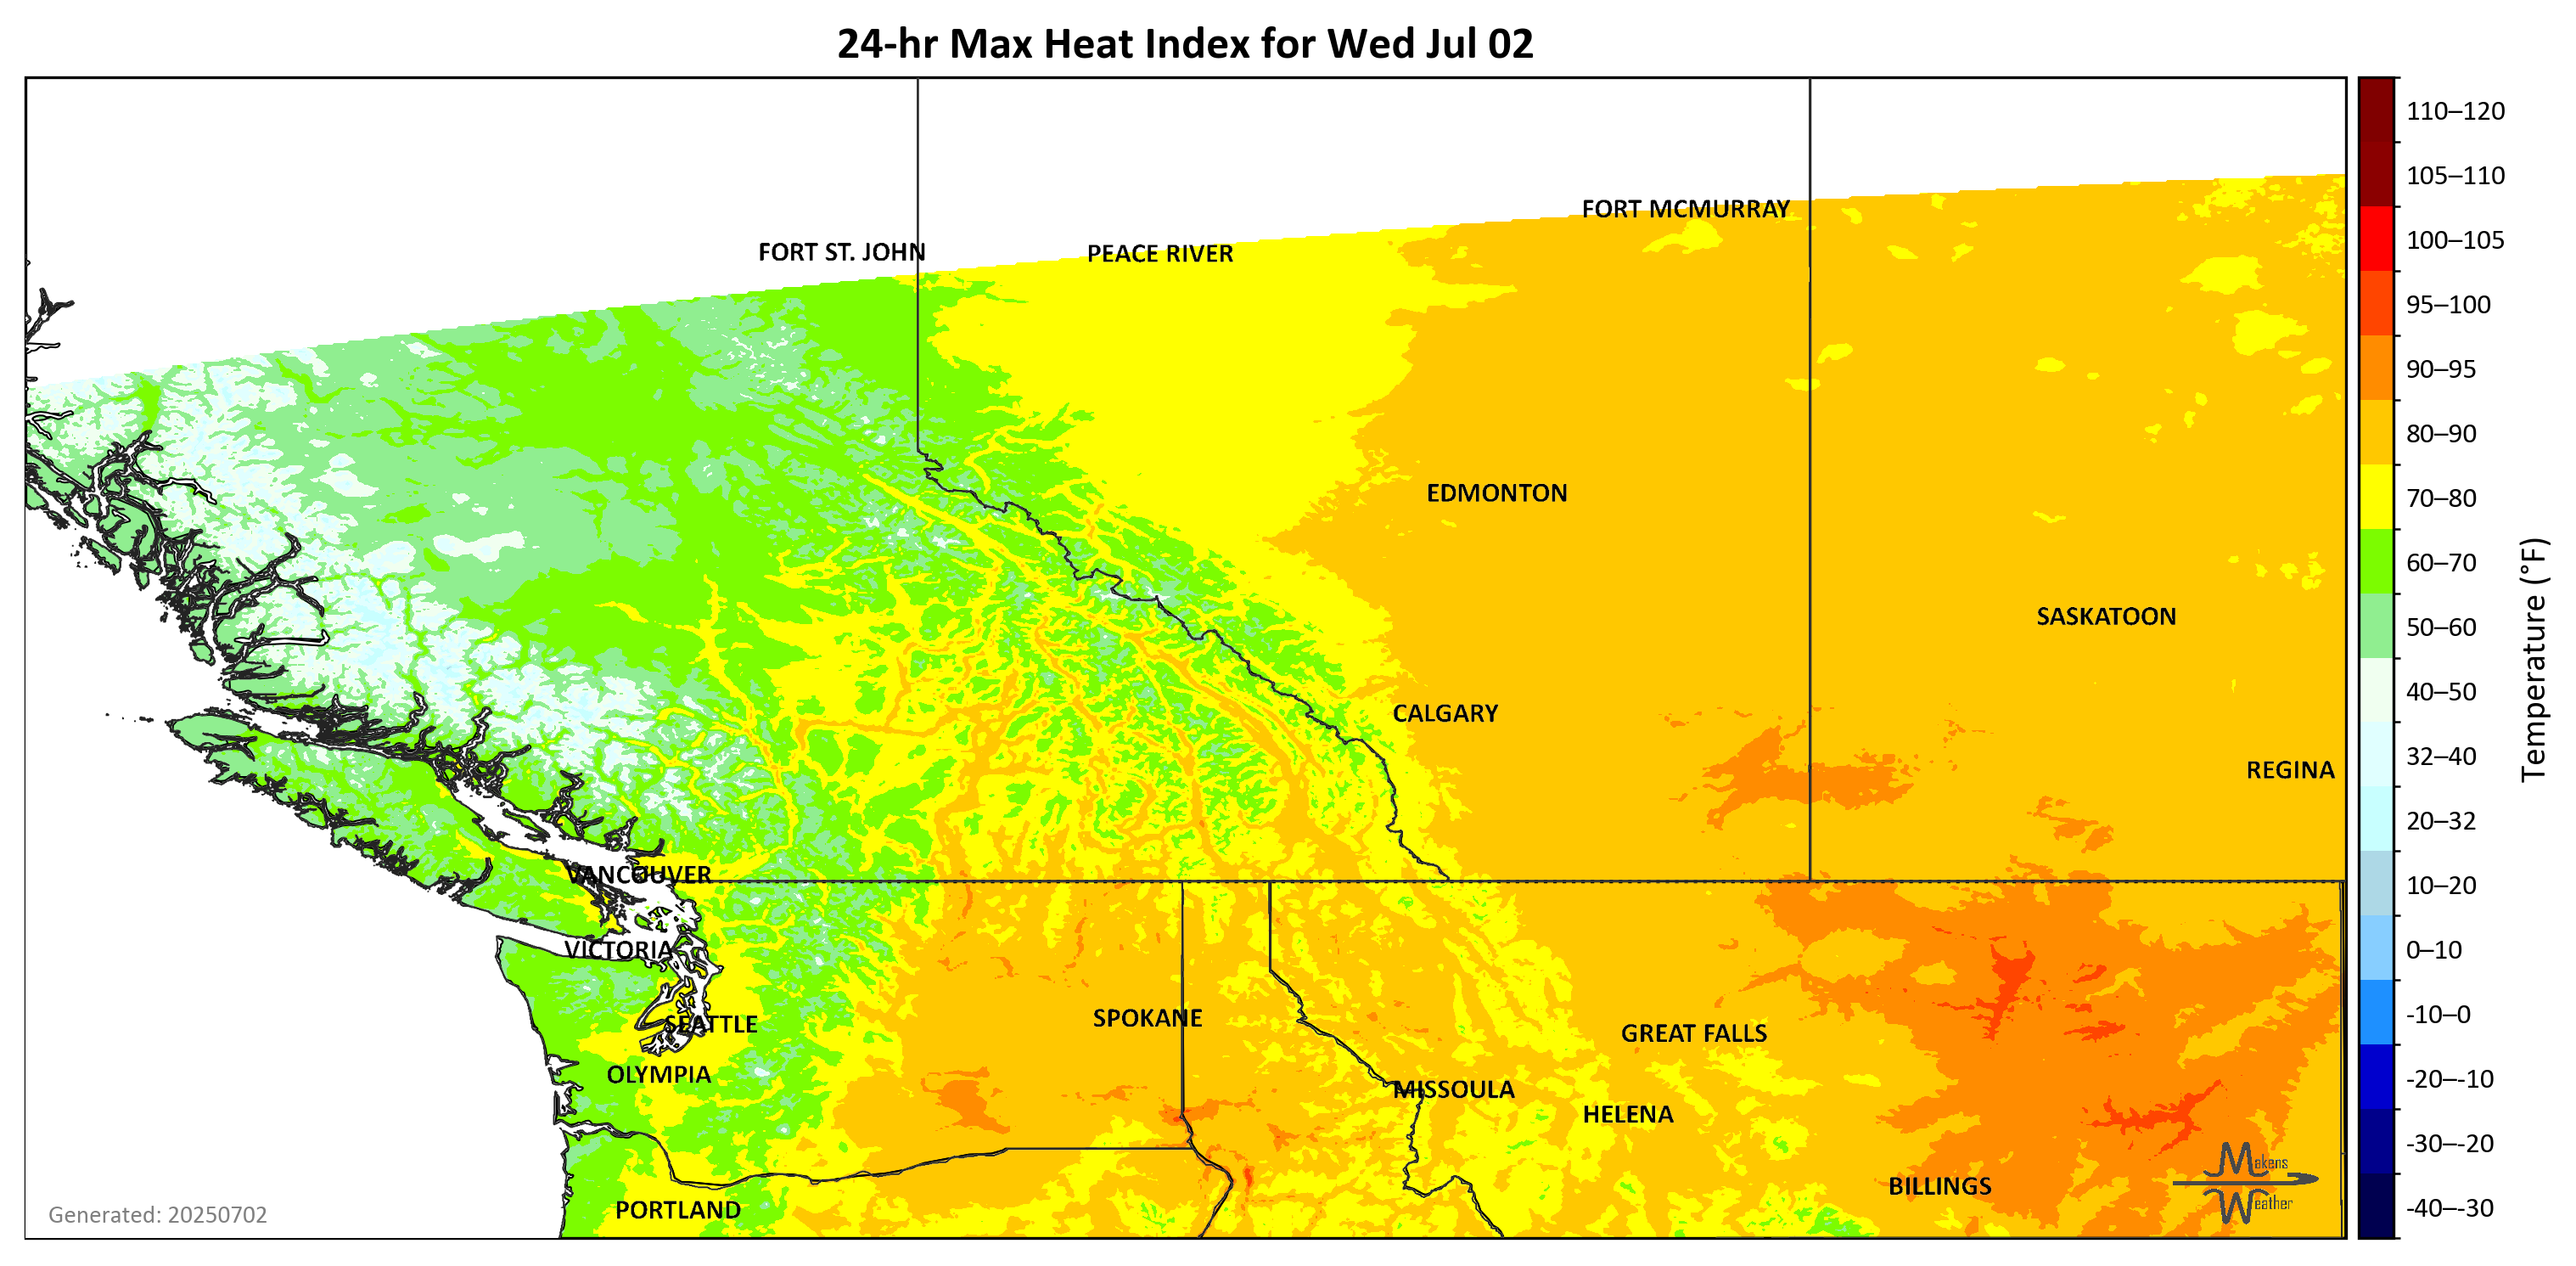 24-hr Max Heat Index for Wed Jul 02
110–120
105–110
FORT MCMURRAY
100–105
FORT ST. JOHN
PEACE RIVER
95–100
90–95
80–90
EDMONTON
70–80
60–70
SASKATOON
50–60
CALGARY
40–50
Temperature (°F)
REGINA
32–40
20–32
VANCOUVER
10–20
VICTORIA
0–10
SEATTLE
SPOKANE
GREAT FALLS
-10–0
OLYMPIA
MISSOULA
-20–-10
HELENA
-30–-20
Makens
Weather
BILLINGS
PORTLAND
-40–-30
Generated: 20250702